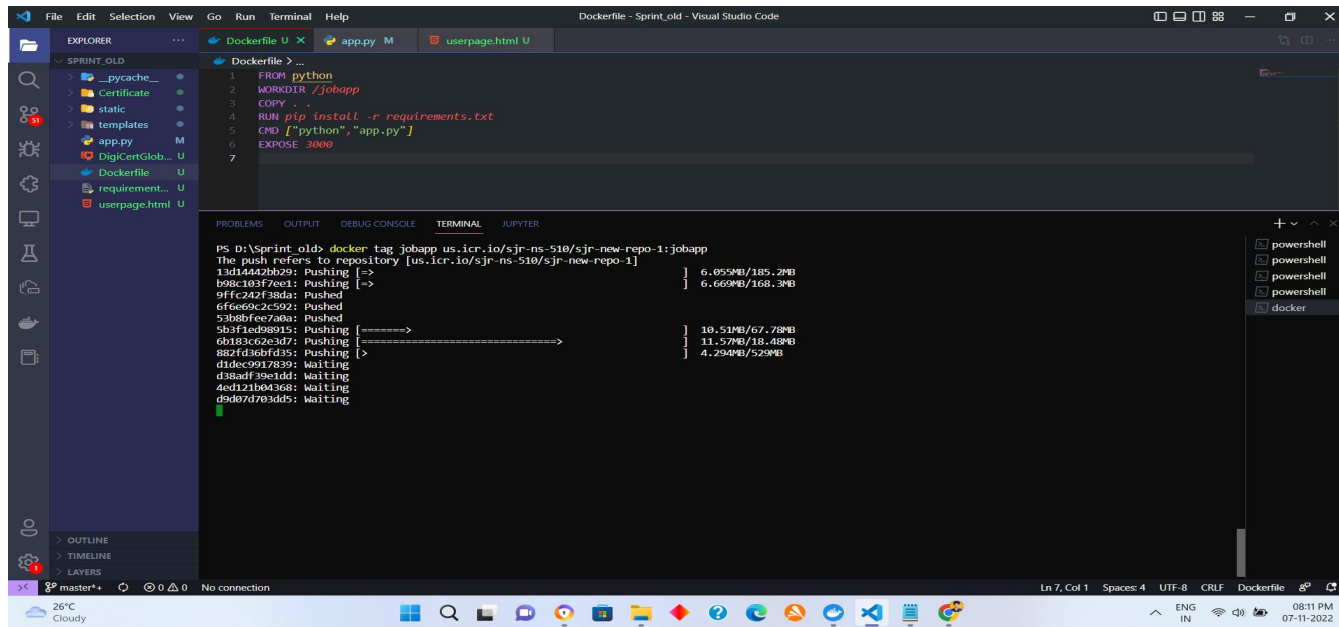 File Edit Selection View Go Run Terminal Help Dockerfile - Sprint_old - Visual Studio Code
EXPLORER ...
SPRINT_OLD
__pycache__
Certificate
static
templates
app.py M
DigiCertGlob... U
Dockerfile U
requirement... U
userpage.html U
OUTLINE
TIMELINE
LAYERS
51
1
Dockerfile U app.py M userpage.html U
Dockerfile > ...
1 FROM python
2 WORKDIR /jobapp
3 COPY . .
4 RUN pip install -r requirements.txt
5 CMD ["python","app.py"]
6 EXPOSE 3000
7
PROBLEMS OUTPUT DEBUG CONSOLE TERMINAL JUPYTER
PS D:\Sprint_old> docker tag jobapp us.icr.io/sjr-ns-510/sjr-new-repo-1:jobapp
The push refers to repository [us.icr.io/sjr-ns-510/sjr-new-repo-1]
13d14442bb29: Pushing [=> ] 6.055MB/185.2MB
b98c103f7ee1: Pushing [=> ] 6.669MB/168.3MB
9ffc242f38da: Pushed
6f6e69c2c592: Pushed
53b8bfee7a0a: Pushed
5b3f1ed98915: Pushing [=======> ] 10.51MB/67.78MB
6b183c62e3d7: Pushing [===============================> ] 11.57MB/18.48MB
882fd36bfd35: Pushing [> ] 4.294MB/529MB
d1dec9917839: Waiting
d38adf39e1dd: Waiting
4ed121b04368: Waiting
d9d07d703dd5: Waiting
powershell
powershell
powershell
powershell
docker
master*+ 0 0 No connection Ln 7, Col 1 Spaces: 4 UTF-8 CRLF Dockerfile
26°C
Cloudy
ENG
IN
08:11 PM
07-11-2022